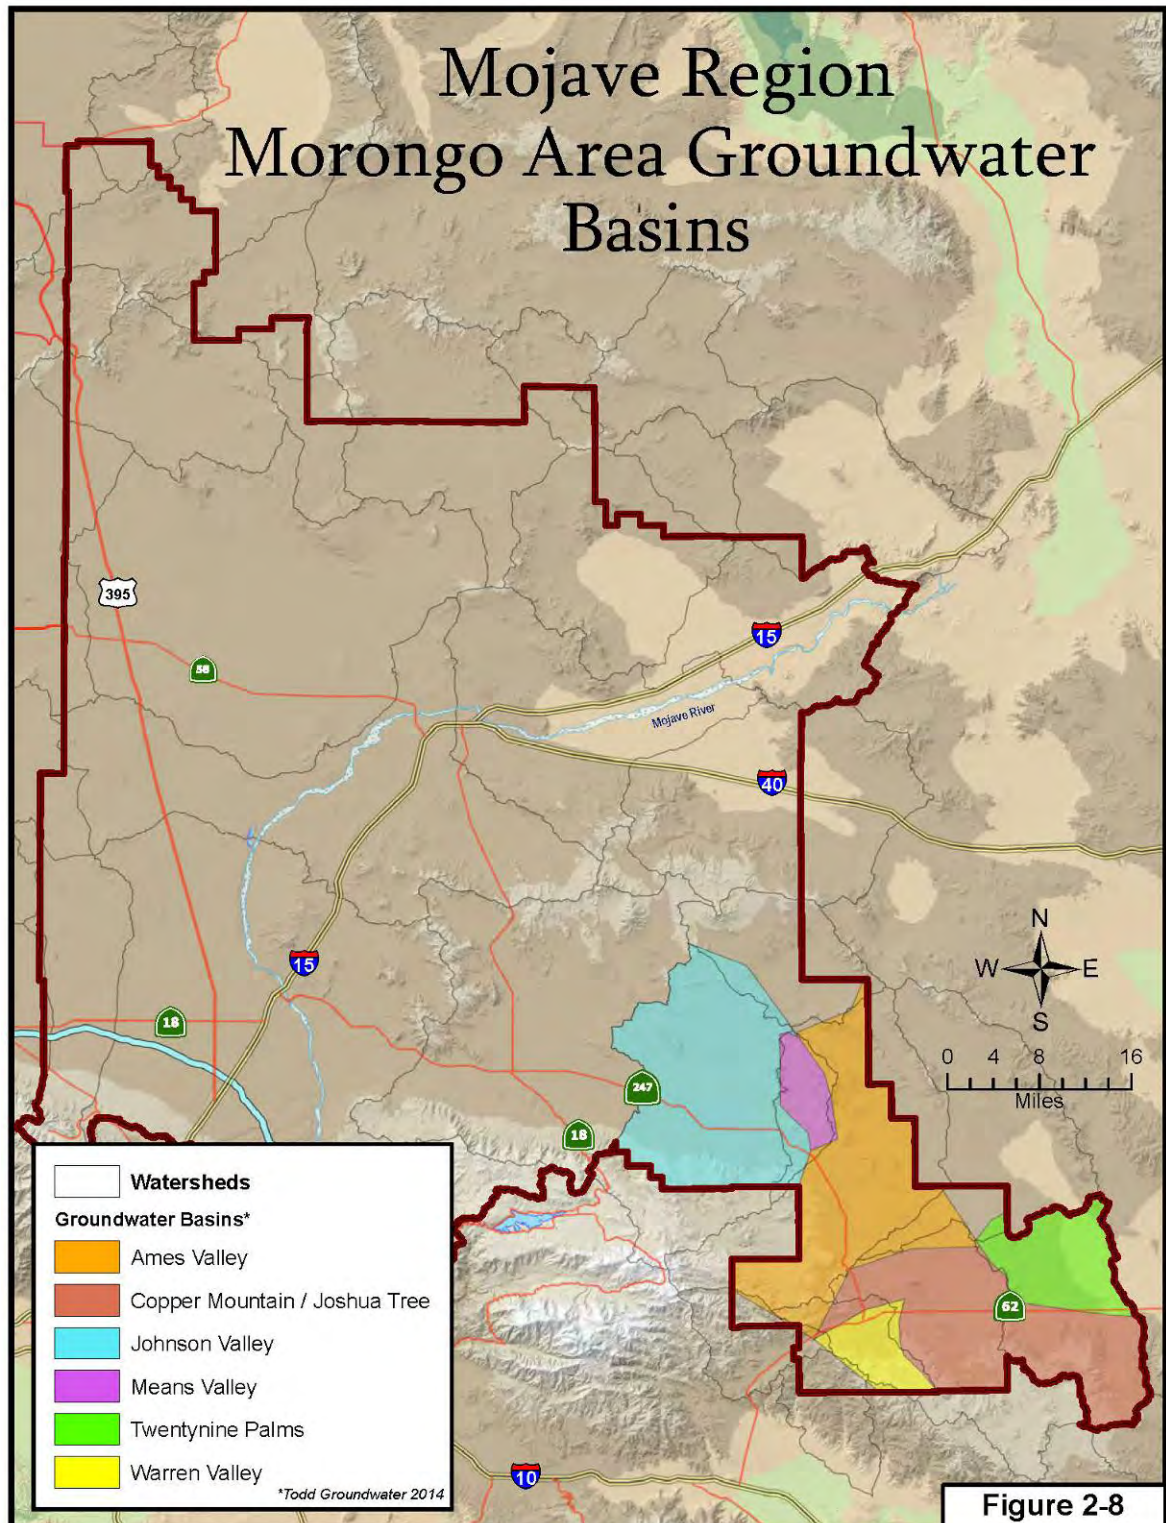 Mojave Region
Morongo Area Groundwater
Basins
395
58
15
Mojave River
40
N
W E
S
15
0 4 8 16
Miles
18
247
18
62
Watersheds
Groundwater Basins*
Ames Valley
Copper Mountain / Joshua Tree
Johnson Valley
Means Valley
Twentynine Palms
Warren Valley
*Todd Groundwater 2014
10
Figure 2-8